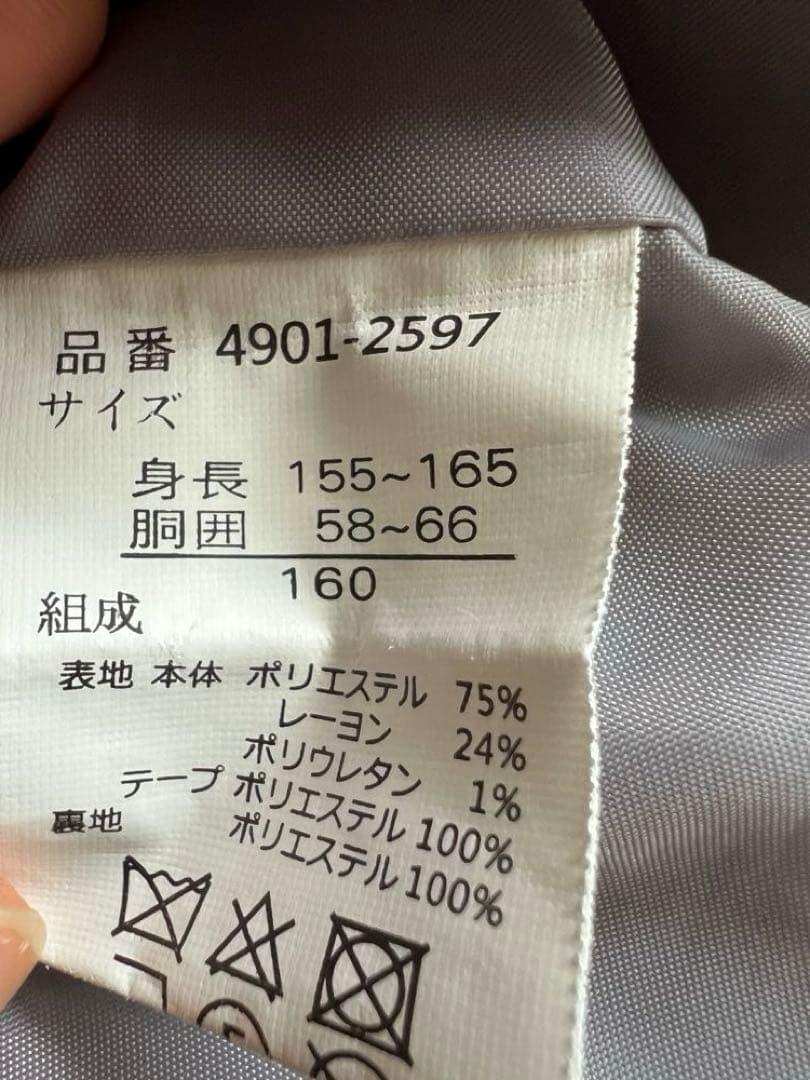 品番 4901-2597
サイズ
身長 155~165
胴囲 58~66
160
組成
表地 本体 ポリエステル 75%
レーヨン 24%
ポリウレタン 1%
テープ ポリエステル 100%
裏地 ポリエステル 100%